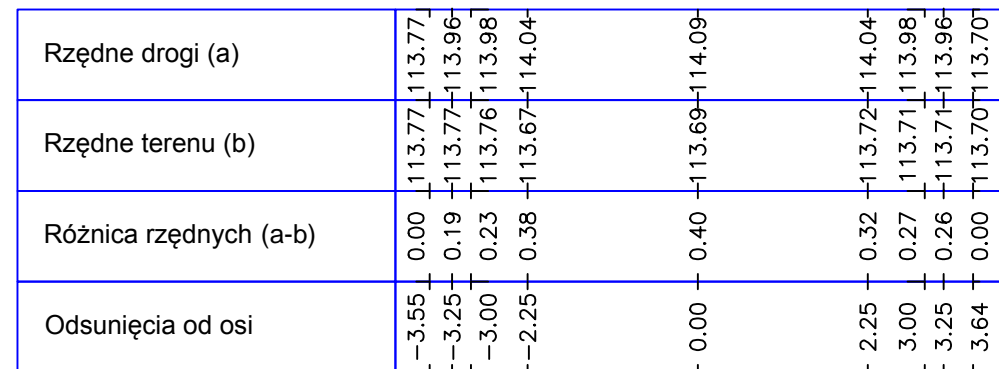 Rzędne drogi (a) 113.77 113.96 113.98 114.04 114.09 114.04 113.98 113.96 113.70
Rzędne terenu (b) 113.77 113.77 113.76 113.67 113.69 113.72 113.71 113.71 113.70
Różnica rzędnych (a-b) 0.00 0.19 0.23 0.38 0.40 0.32 0.27 0.26 0.00
Odsunięcia od osi -3.55 -3.25 -3.00 -2.25 0.00 2.25 3.00 3.25 3.64